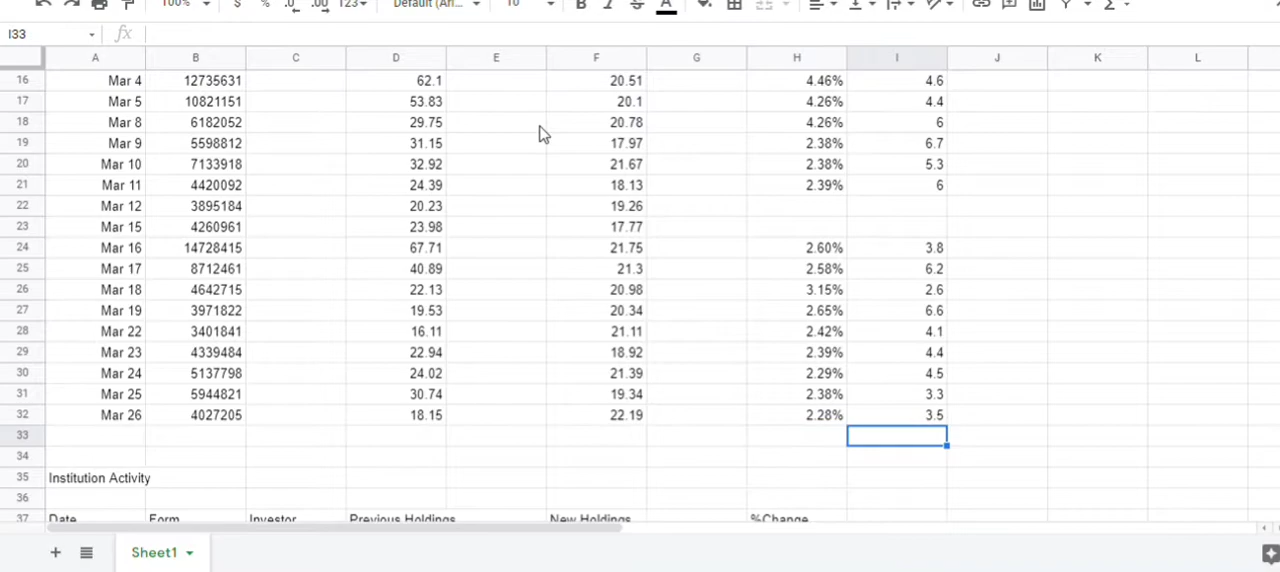 100% $ % .0 .00 123 Default (Ari... 10 B I S A
I33 fx
A B C D E F G H I J K L
16 Mar 4 12735631 62.1 20.51 4.46% 4.6
17 Mar 5 10821151 53.83 20.1 4.26% 4.4
18 Mar 8 6182052 29.75 20.78 4.26% 6
19 Mar 9 5598812 31.15 17.97 2.38% 6.7
20 Mar 10 7133918 32.92 21.67 2.38% 5.3
21 Mar 11 4420092 24.39 18.13 2.39% 6
22 Mar 12 3895184 20.23 19.26
23 Mar 15 4260961 23.98 17.77
24 Mar 16 14728415 67.71 21.75 2.60% 3.8
25 Mar 17 8712461 40.89 21.3 2.58% 6.2
26 Mar 18 4642715 22.13 20.98 3.15% 2.6
27 Mar 19 3971822 19.53 20.34 2.65% 6.6
28 Mar 22 3401841 16.11 21.11 2.42% 4.1
29 Mar 23 4339484 22.94 18.92 2.39% 4.4
30 Mar 24 5137798 24.02 21.39 2.29% 4.5
31 Mar 25 5944821 30.74 19.34 2.38% 3.3
32 Mar 26 4027205 18.15 22.19 2.28% 3.5
33
34
35 Institution Activity
36
37 Date Form Investor Previous Holdings New Holdings %Change
Sheet1